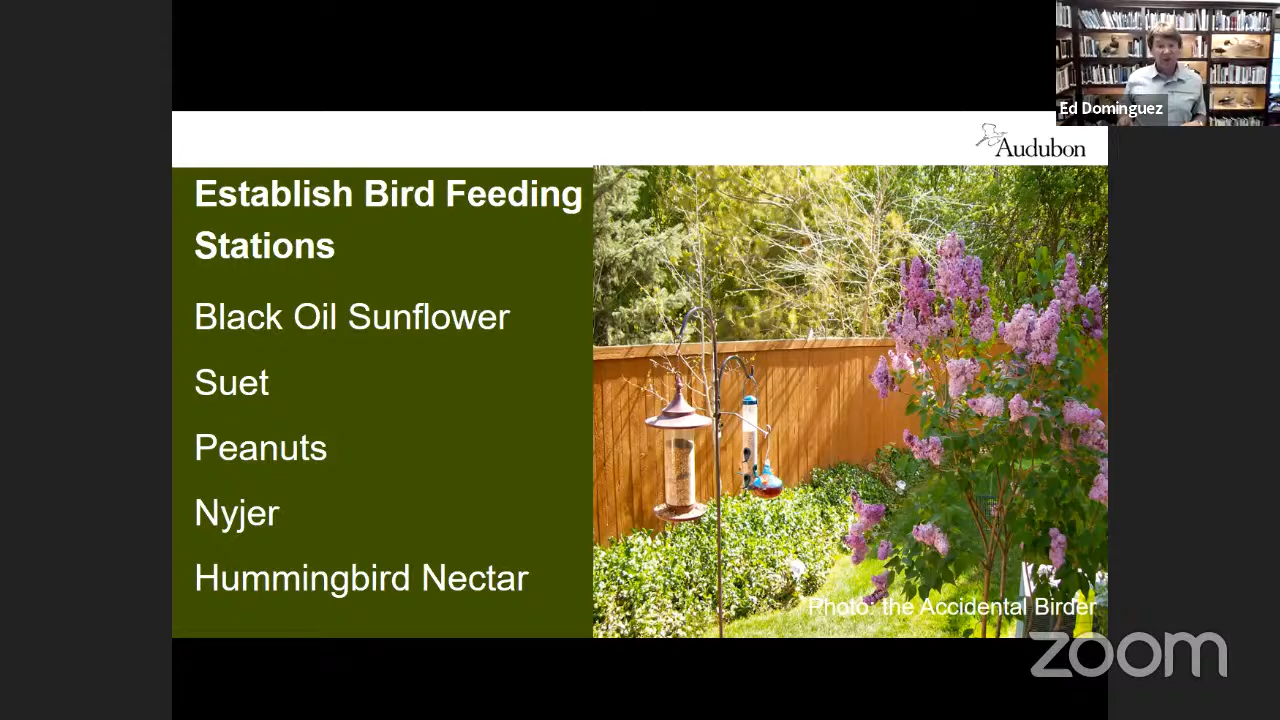 Ed Dominguez
Audubon
Establish Bird Feeding
Stations
Black Oil Sunflower
Suet
Peanuts
Nyjer
Hummingbird Nectar
Photo: the Accidental Birder
zoom